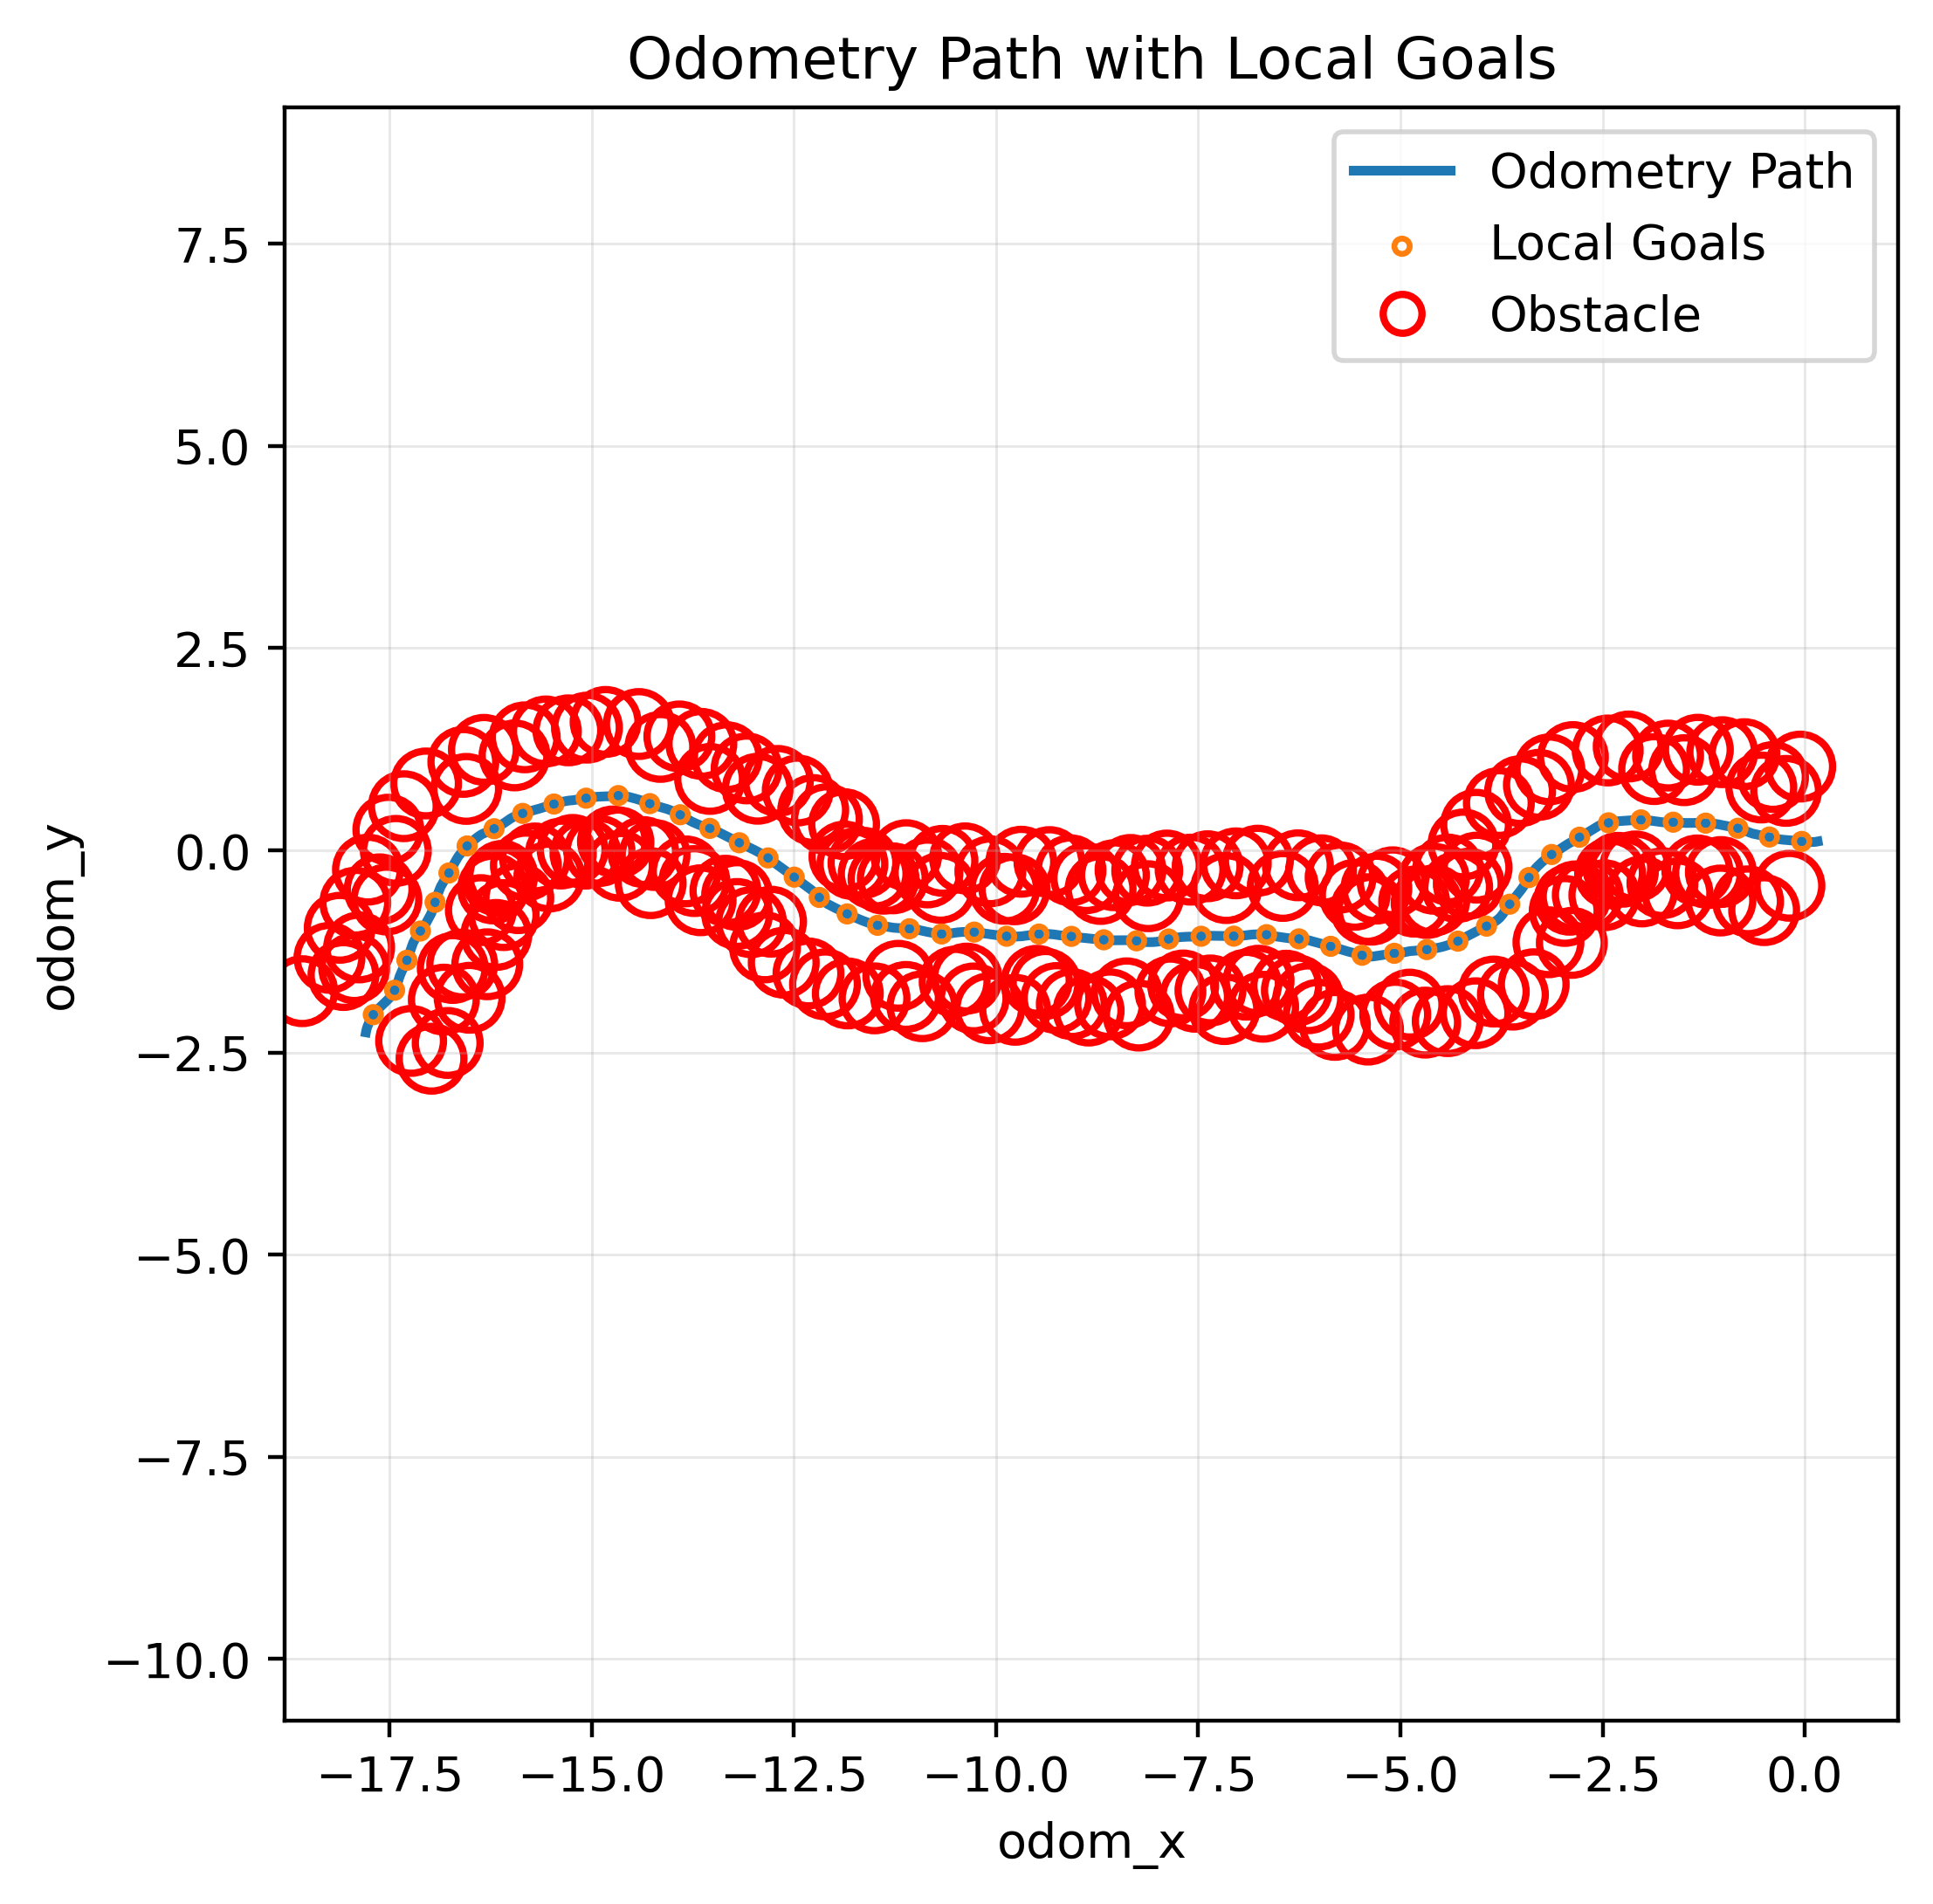 Odometry Path with Local Goals
Odometry Path
Local Goals
Obstacle
7.5
5.0
2.5
0.0
−2.5
−5.0
−7.5
−10.0
odom_y
−17.5 −15.0 −12.5 −10.0 −7.5 −5.0 −2.5 0.0
odom_x